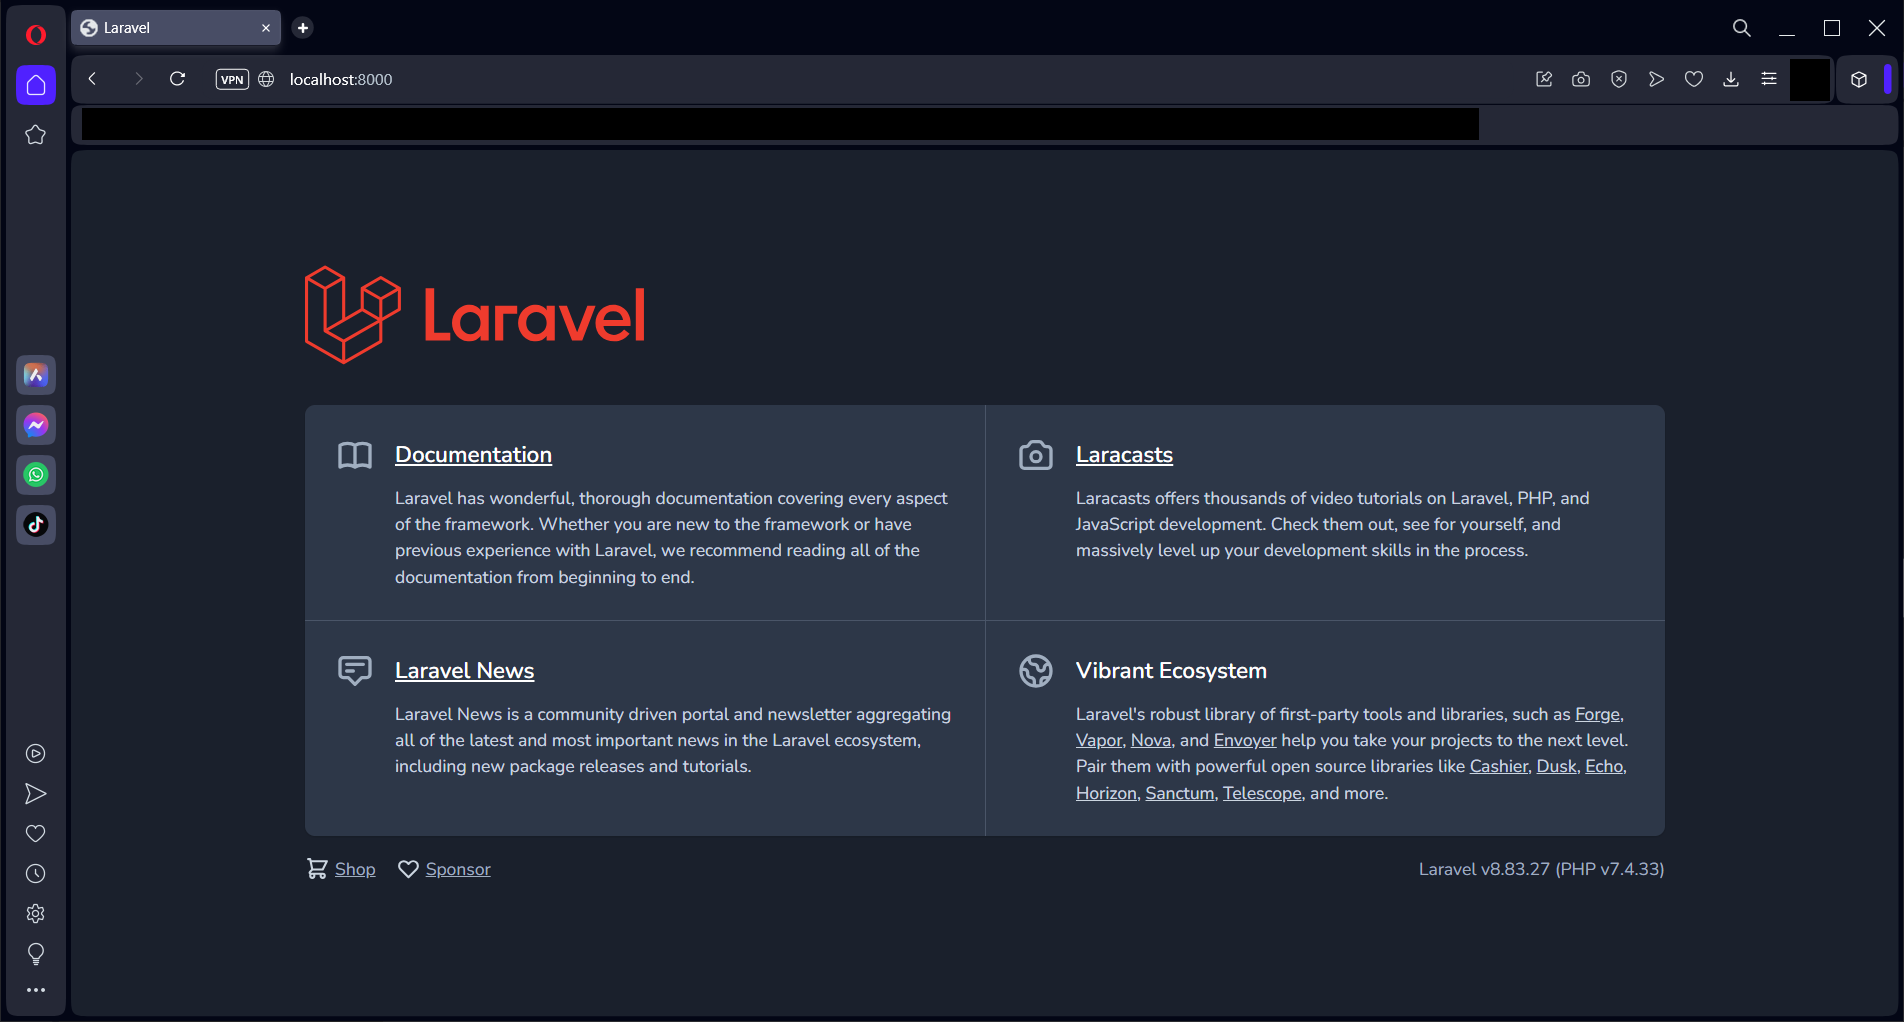 Laravel
VPN
localhost:8000
Laravel
Documentation
Laravel has wonderful, thorough documentation covering every aspect
of the framework. Whether you are new to the framework or have
previous experience with Laravel, we recommend reading all of the
documentation from beginning to end.
Laracasts
Laracasts offers thousands of video tutorials on Laravel, PHP, and
JavaScript development. Check them out, see for yourself, and
massively level up your development skills in the process.
Laravel News
Laravel News is a community driven portal and newsletter aggregating
all of the latest and most important news in the Laravel ecosystem,
including new package releases and tutorials.
Vibrant Ecosystem
Laravel's robust library of first-party tools and libraries, such as Forge,
Vapor, Nova, and Envoyer help you take your projects to the next level.
Pair them with powerful open source libraries like Cashier, Dusk, Echo,
Horizon, Sanctum, Telescope, and more.
Shop
Sponsor
Laravel v8.83.27 (PHP v7.4.33)